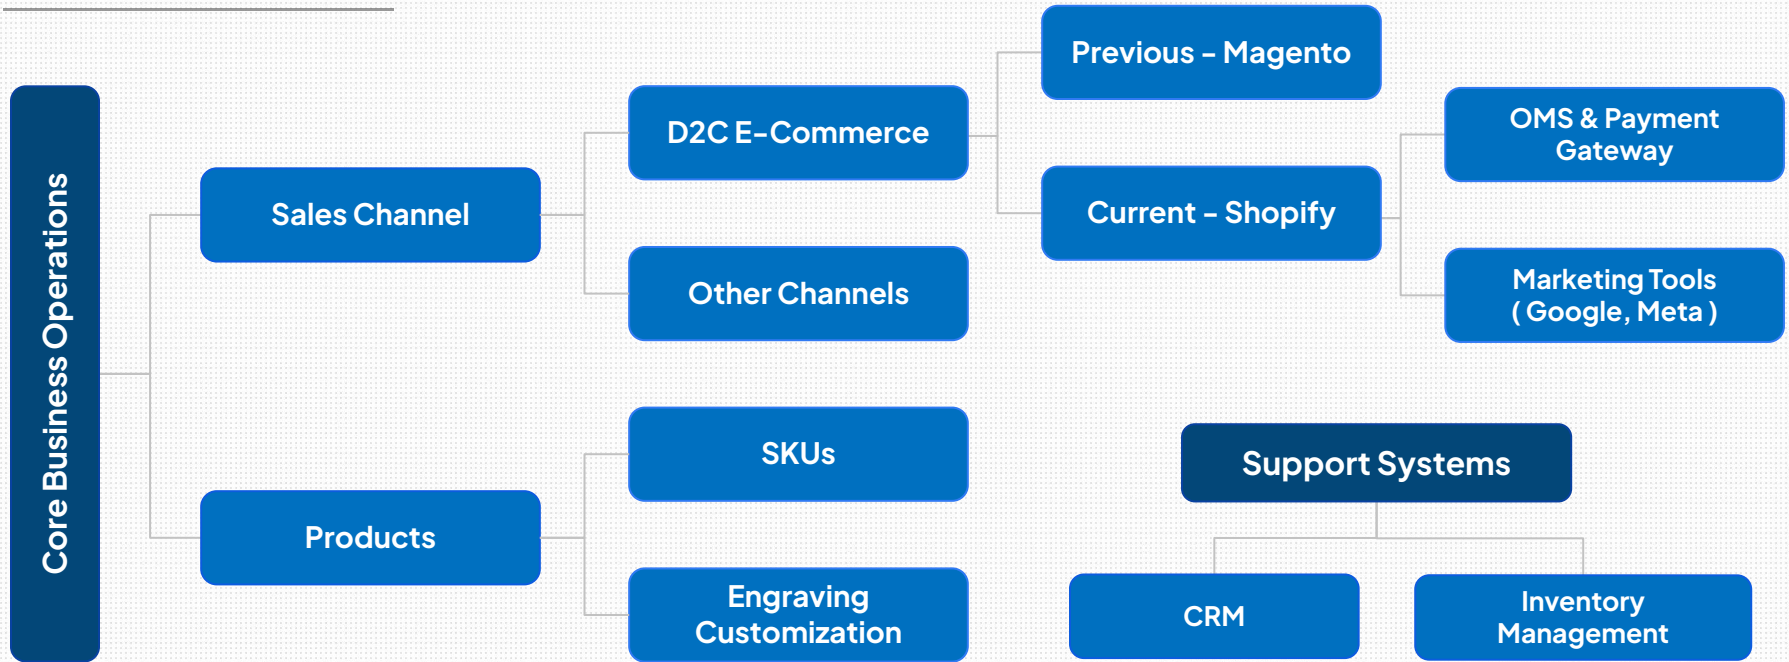 Core Business Operations
Sales Channel
Products
D2C E-Commerce
Other Channels
SKUs
Engraving
Customization
Previous - Magento
Current - Shopify
OMS & Payment
Gateway
Marketing Tools
( Google, Meta )
Support Systems
CRM
Inventory
Management